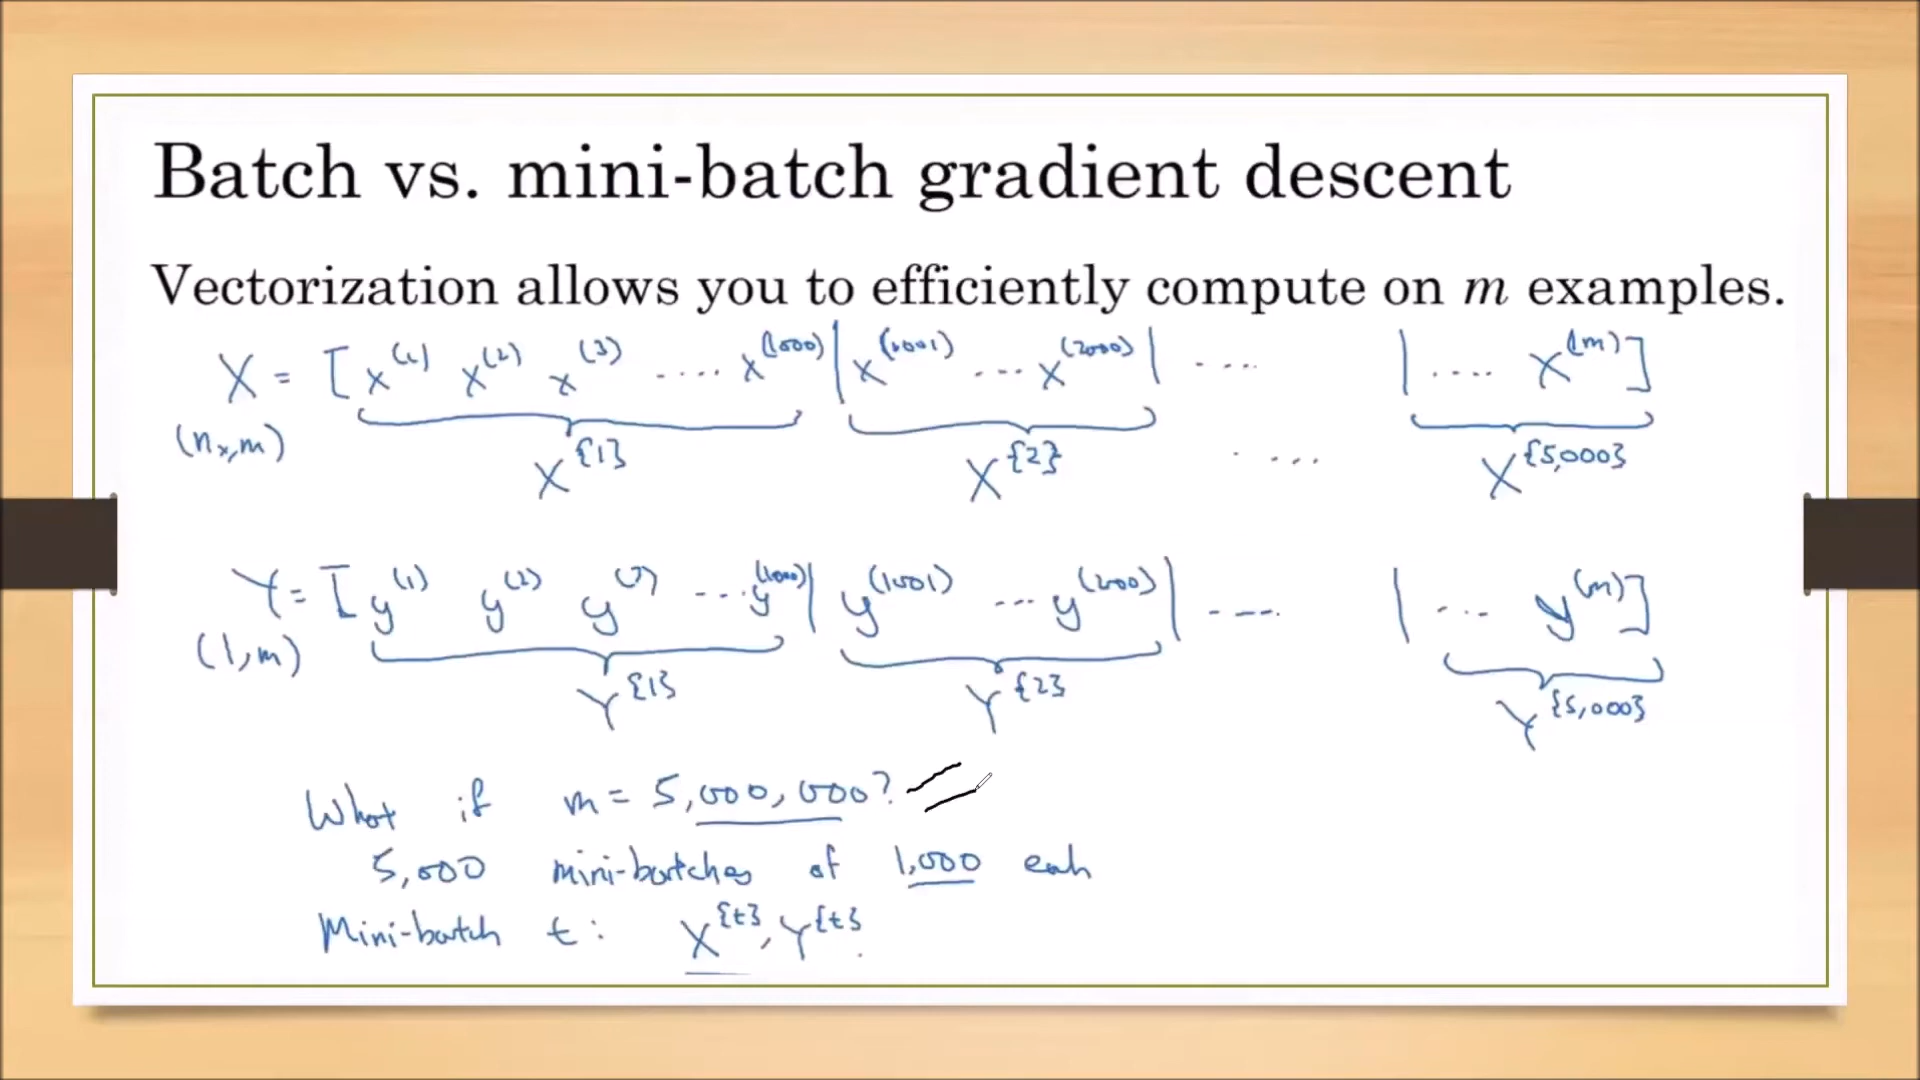 Batch vs. mini-batch gradient descent
Vectorization allows you to efficiently compute on m examples.
X = [x^(1) x^(2) x^(3) .... x^(1000) | x^(1001) ... x^(2000) | .... | .... x^(m)]
(n_x, m)
X^{1} X^{2} .... X^{5,000}
Y = [y^(1) y^(2) y^(3) ... y^(1000) | y^(1001) ... y^(200) | .... | ... y^(m)]
(1, m)
Y^{1} Y^{2} Y^{5,000}
What if m = 5,000,000?
5,000 mini-batches of 1,000 each
Mini-batch t: X^{t}, Y^{t}.